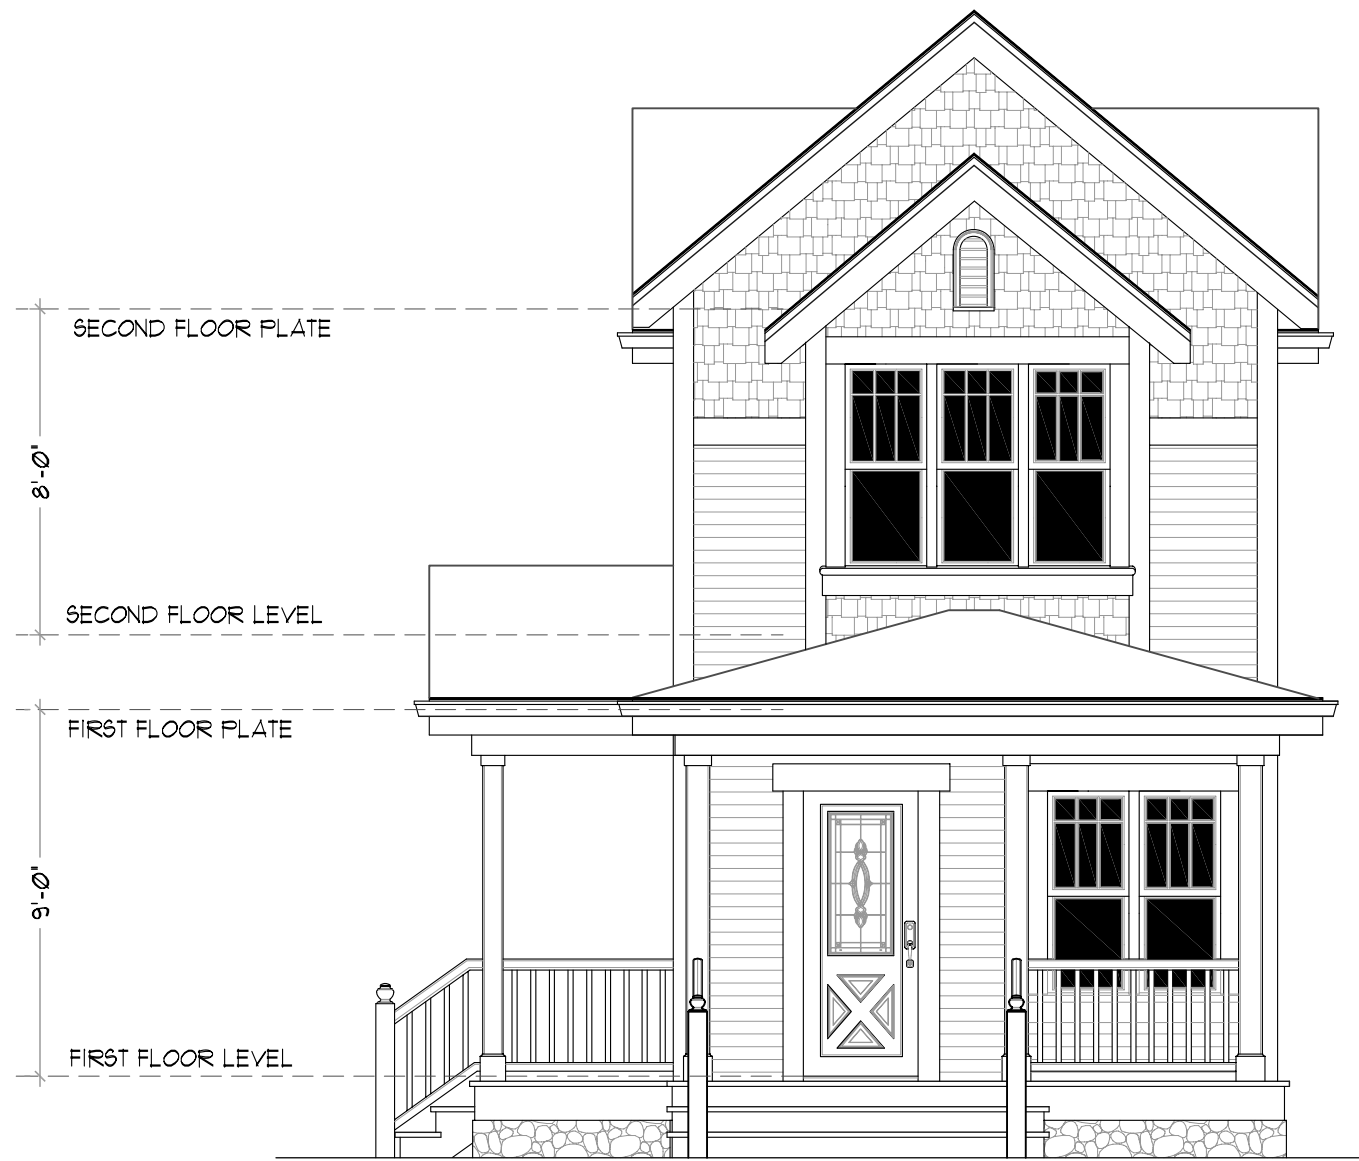 SECOND FLOOR PLATE
8'-0"
SECOND FLOOR LEVEL
FIRST FLOOR PLATE
9'-0"
FIRST FLOOR LEVEL